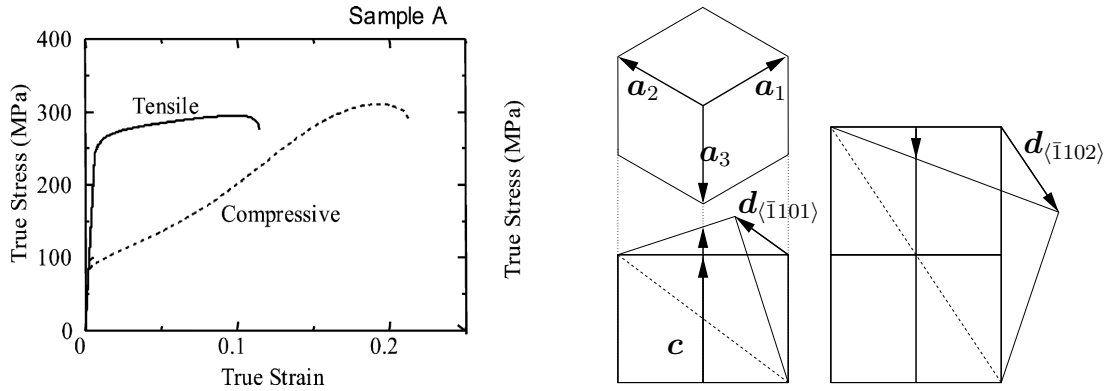 Sample A
True Stress (MPa)
400
300
200
100
0
Tensile
Compressive
0
0.1
0.2
True Strain
True Stress (MPa)
a₂
a₁
a₃
d⟨1̄101⟩
c
d⟨1̄102⟩